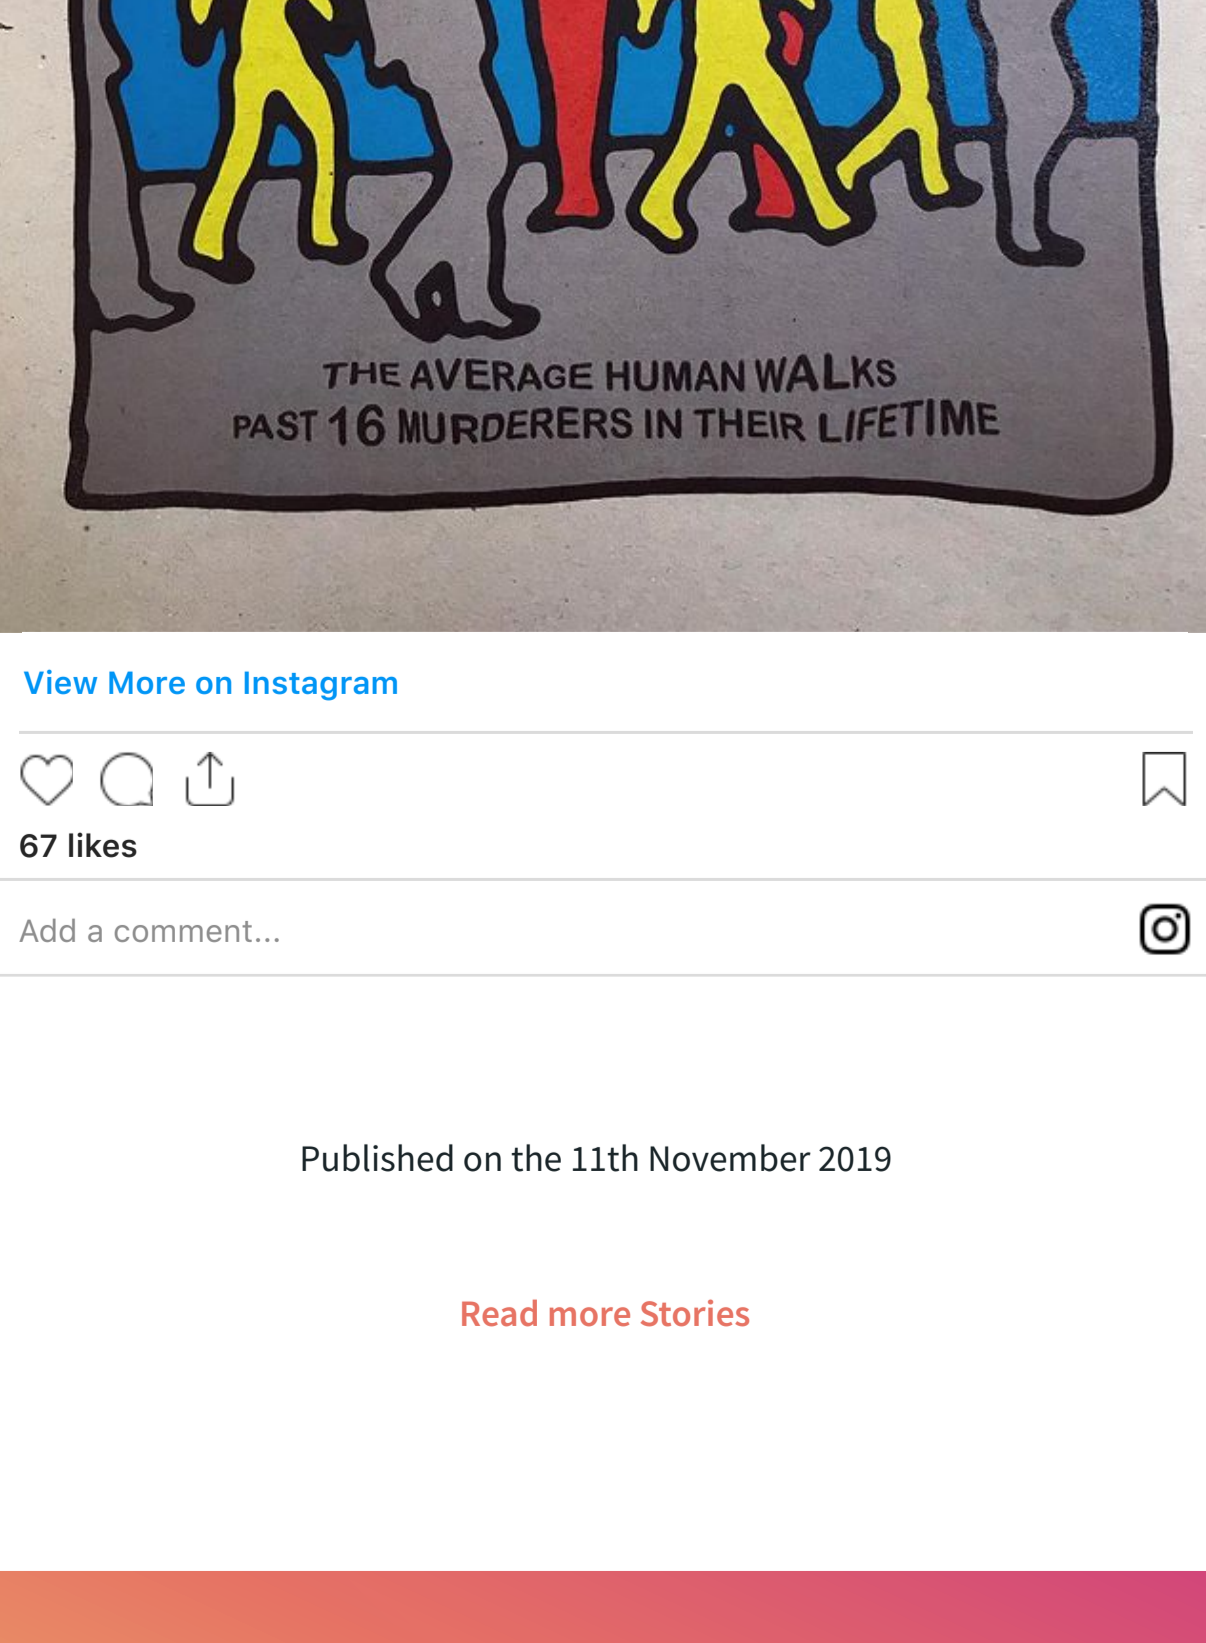 THE AVERAGE HUMAN WALKS
PAST 16 MURDERERS IN THEIR LIFETIME
View More on Instagram
67 likes
Add a comment...
Published on the 11th November 2019
Read more Stories